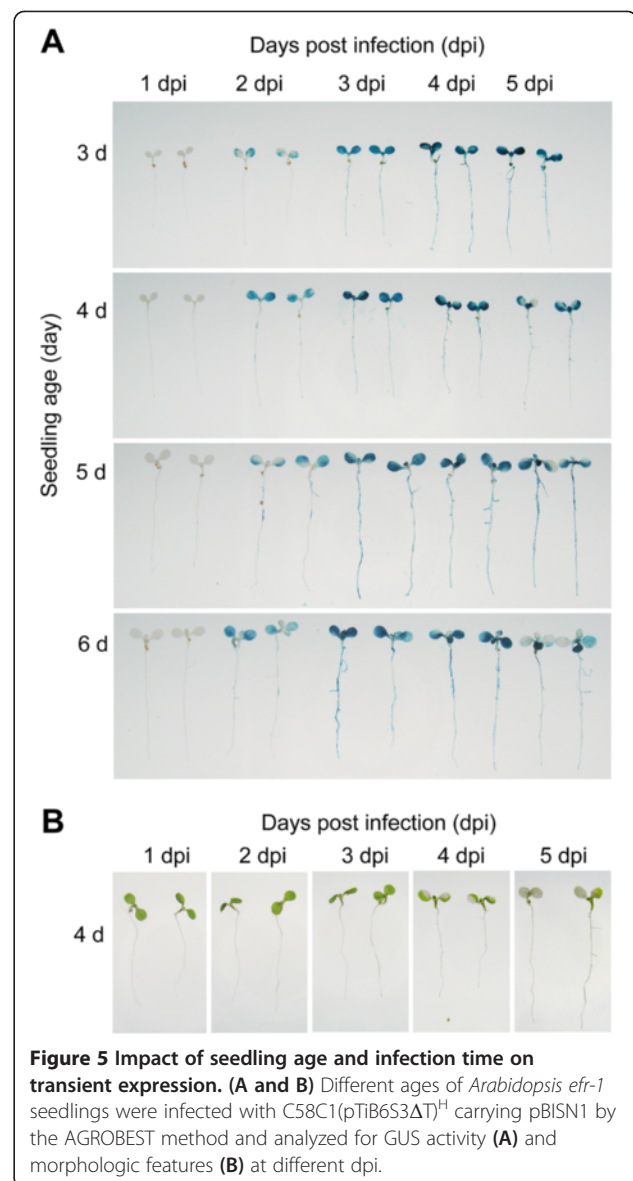 A
Days post infection (dpi)
1 dpi 2 dpi 3 dpi 4 dpi 5 dpi
Seedling age (day)
3 d
4 d
5 d
6 d
B
Days post infection (dpi)
1 dpi 2 dpi 3 dpi 4 dpi 5 dpi
4 d
Figure 5 Impact of seedling age and infection time on
transient expression. (A and B) Different ages of Arabidopsis efr-1
seedlings were infected with C58C1(pTiB6S3ΔT)ᴴ carrying pBISN1 by
the AGROBEST method and analyzed for GUS activity (A) and
morphologic features (B) at different dpi.